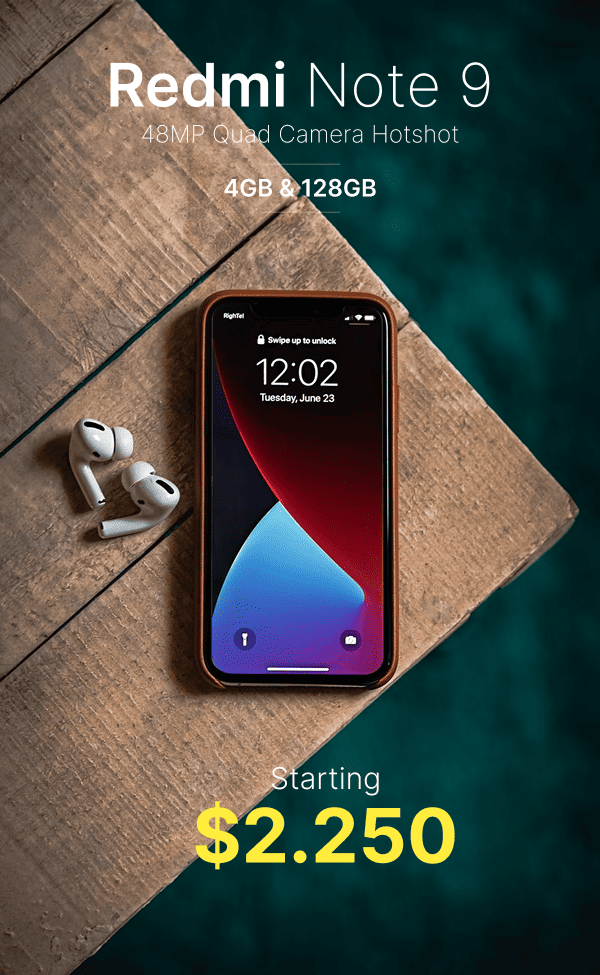 Redmi Note 9
48MP Quad Camera Hotshot
4GB & 128GB
RighTel
Swipe up to unlock
12:02
Tuesday, June 23
Starting
$2.250